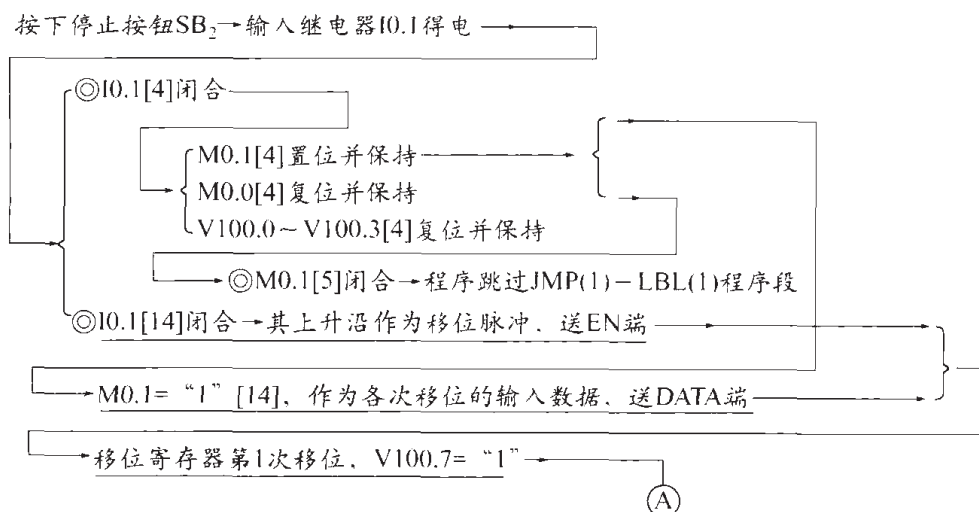 按下停止按钮SB₂→输入继电器I0.1得电
◎I0.1[4]闭合
M0.1[4]置位并保持
M0.0[4]复位并保持
V100.0～V100.3[4]复位并保持
◎M0.1[5]闭合→程序跳过JMP(1)－LBL(1)程序段
◎I0.1[14]闭合→其上升沿作为移位脉冲、送EN端
M0.1=“1”[14]，作为各次移位的输入数据、送DATA端
移位寄存器第1次移位，V100.7=“1”
A